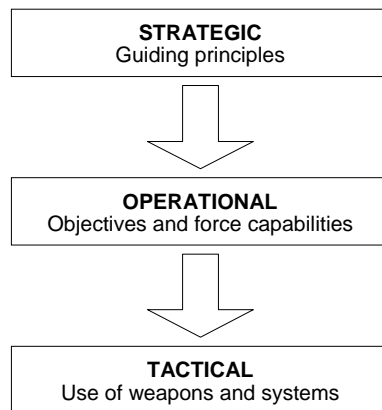 STRATEGIC
Guiding principles
OPERATIONAL
Objectives and force capabilities
TACTICAL
Use of weapons and systems